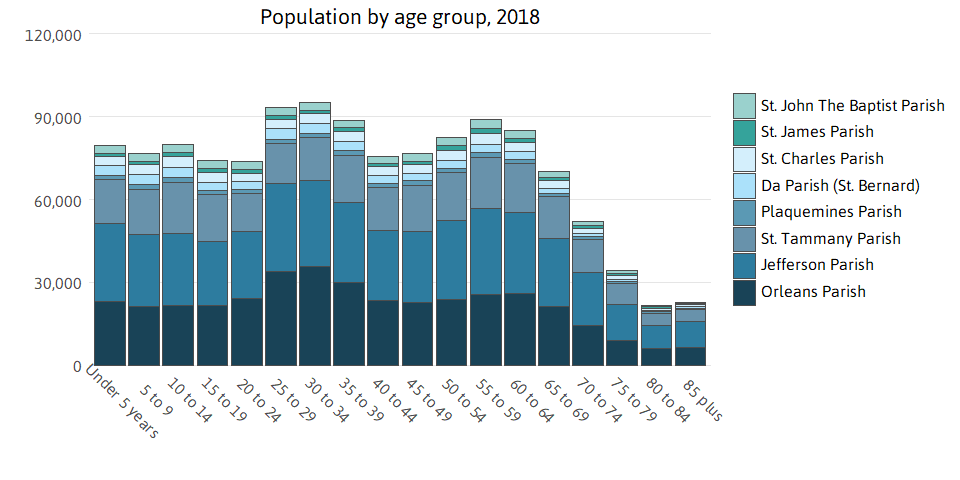 Population by age group, 2018
120,000
90,000
60,000
30,000
0
Under 5 years
5 to 9
10 to 14
15 to 19
20 to 24
25 to 29
30 to 34
35 to 39
40 to 44
45 to 49
50 to 54
55 to 59
60 to 64
65 to 69
70 to 74
75 to 79
80 to 84
85 plus
St. John The Baptist Parish
St. James Parish
St. Charles Parish
Da Parish (St. Bernard)
Plaquemines Parish
St. Tammany Parish
Jefferson Parish
Orleans Parish